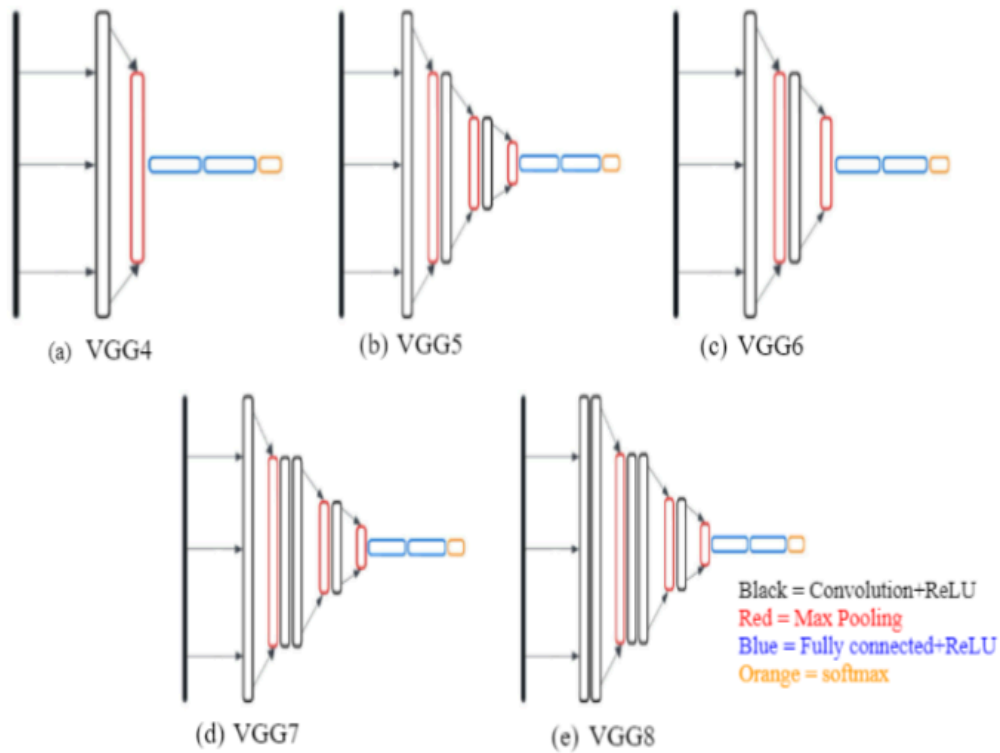 (a) VGG4
(b) VGG5
(c) VGG6
(d) VGG7
(e) VGG8
Black = Convolution+ReLU
Red = Max Pooling
Blue = Fully connected+ReLU
Orange = softmax